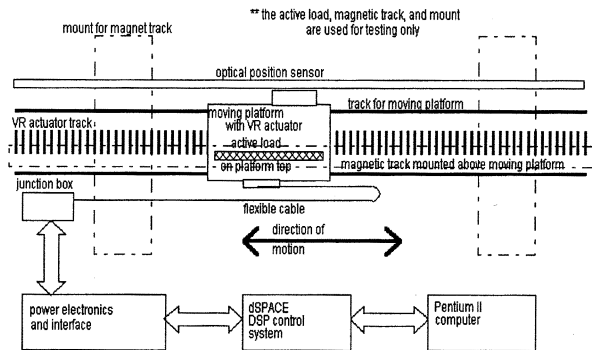 mount for magnet track
** the active load, magnetic track, and mount
are used for testing only
optical position sensor
moving platform
with VR actuator
track for moving platform
VR actuator track
active load
on platform top
magnetic track mounted above moving platform
junction box
flexible cable
direction of
motion
power electronics
and interface
dSPACE
DSP control
system
Pentium II
computer